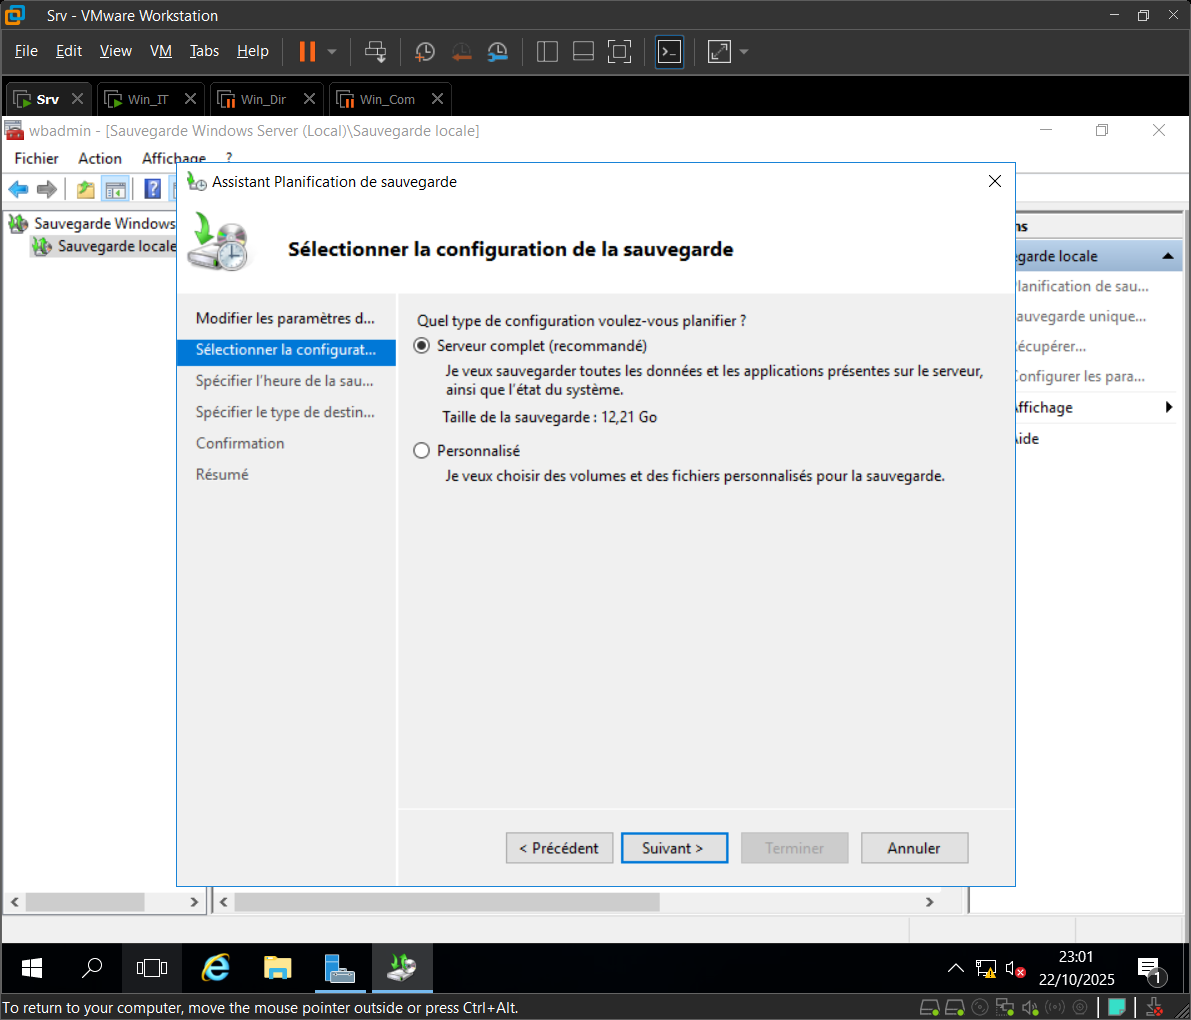 Srv - VMware Workstation
File Edit View VM Tabs Help
Srv Win_IT Win_Dir Win_Com
wbadmin - [Sauvegarde Windows Server (Local)\Sauvegarde locale]
Fichier Action Affichage ?
Sauvegarde Windows
Sauvegarde locale
Assistant Planification de sauvegarde
Sélectionner la configuration de la sauvegarde
Modifier les paramètres d...
Sélectionner la configurat...
Spécifier l'heure de la sau...
Spécifier le type de destin...
Confirmation
Résumé
Quel type de configuration voulez-vous planifier ?
Serveur complet (recommandé)
Je veux sauvegarder toutes les données et les applications présentes sur le serveur,
ainsi que l'état du système.
Taille de la sauvegarde : 12,21 Go
Personnalisé
Je veux choisir des volumes et des fichiers personnalisés pour la sauvegarde.
< Précédent Suivant > Terminer Annuler
ns
egarde locale
lanification de sau...
auvegarde unique...
écupérer...
onfigurer les para...
ffichage
ide
23:01
22/10/2025
1
To return to your computer, move the mouse pointer outside or press Ctrl+Alt.